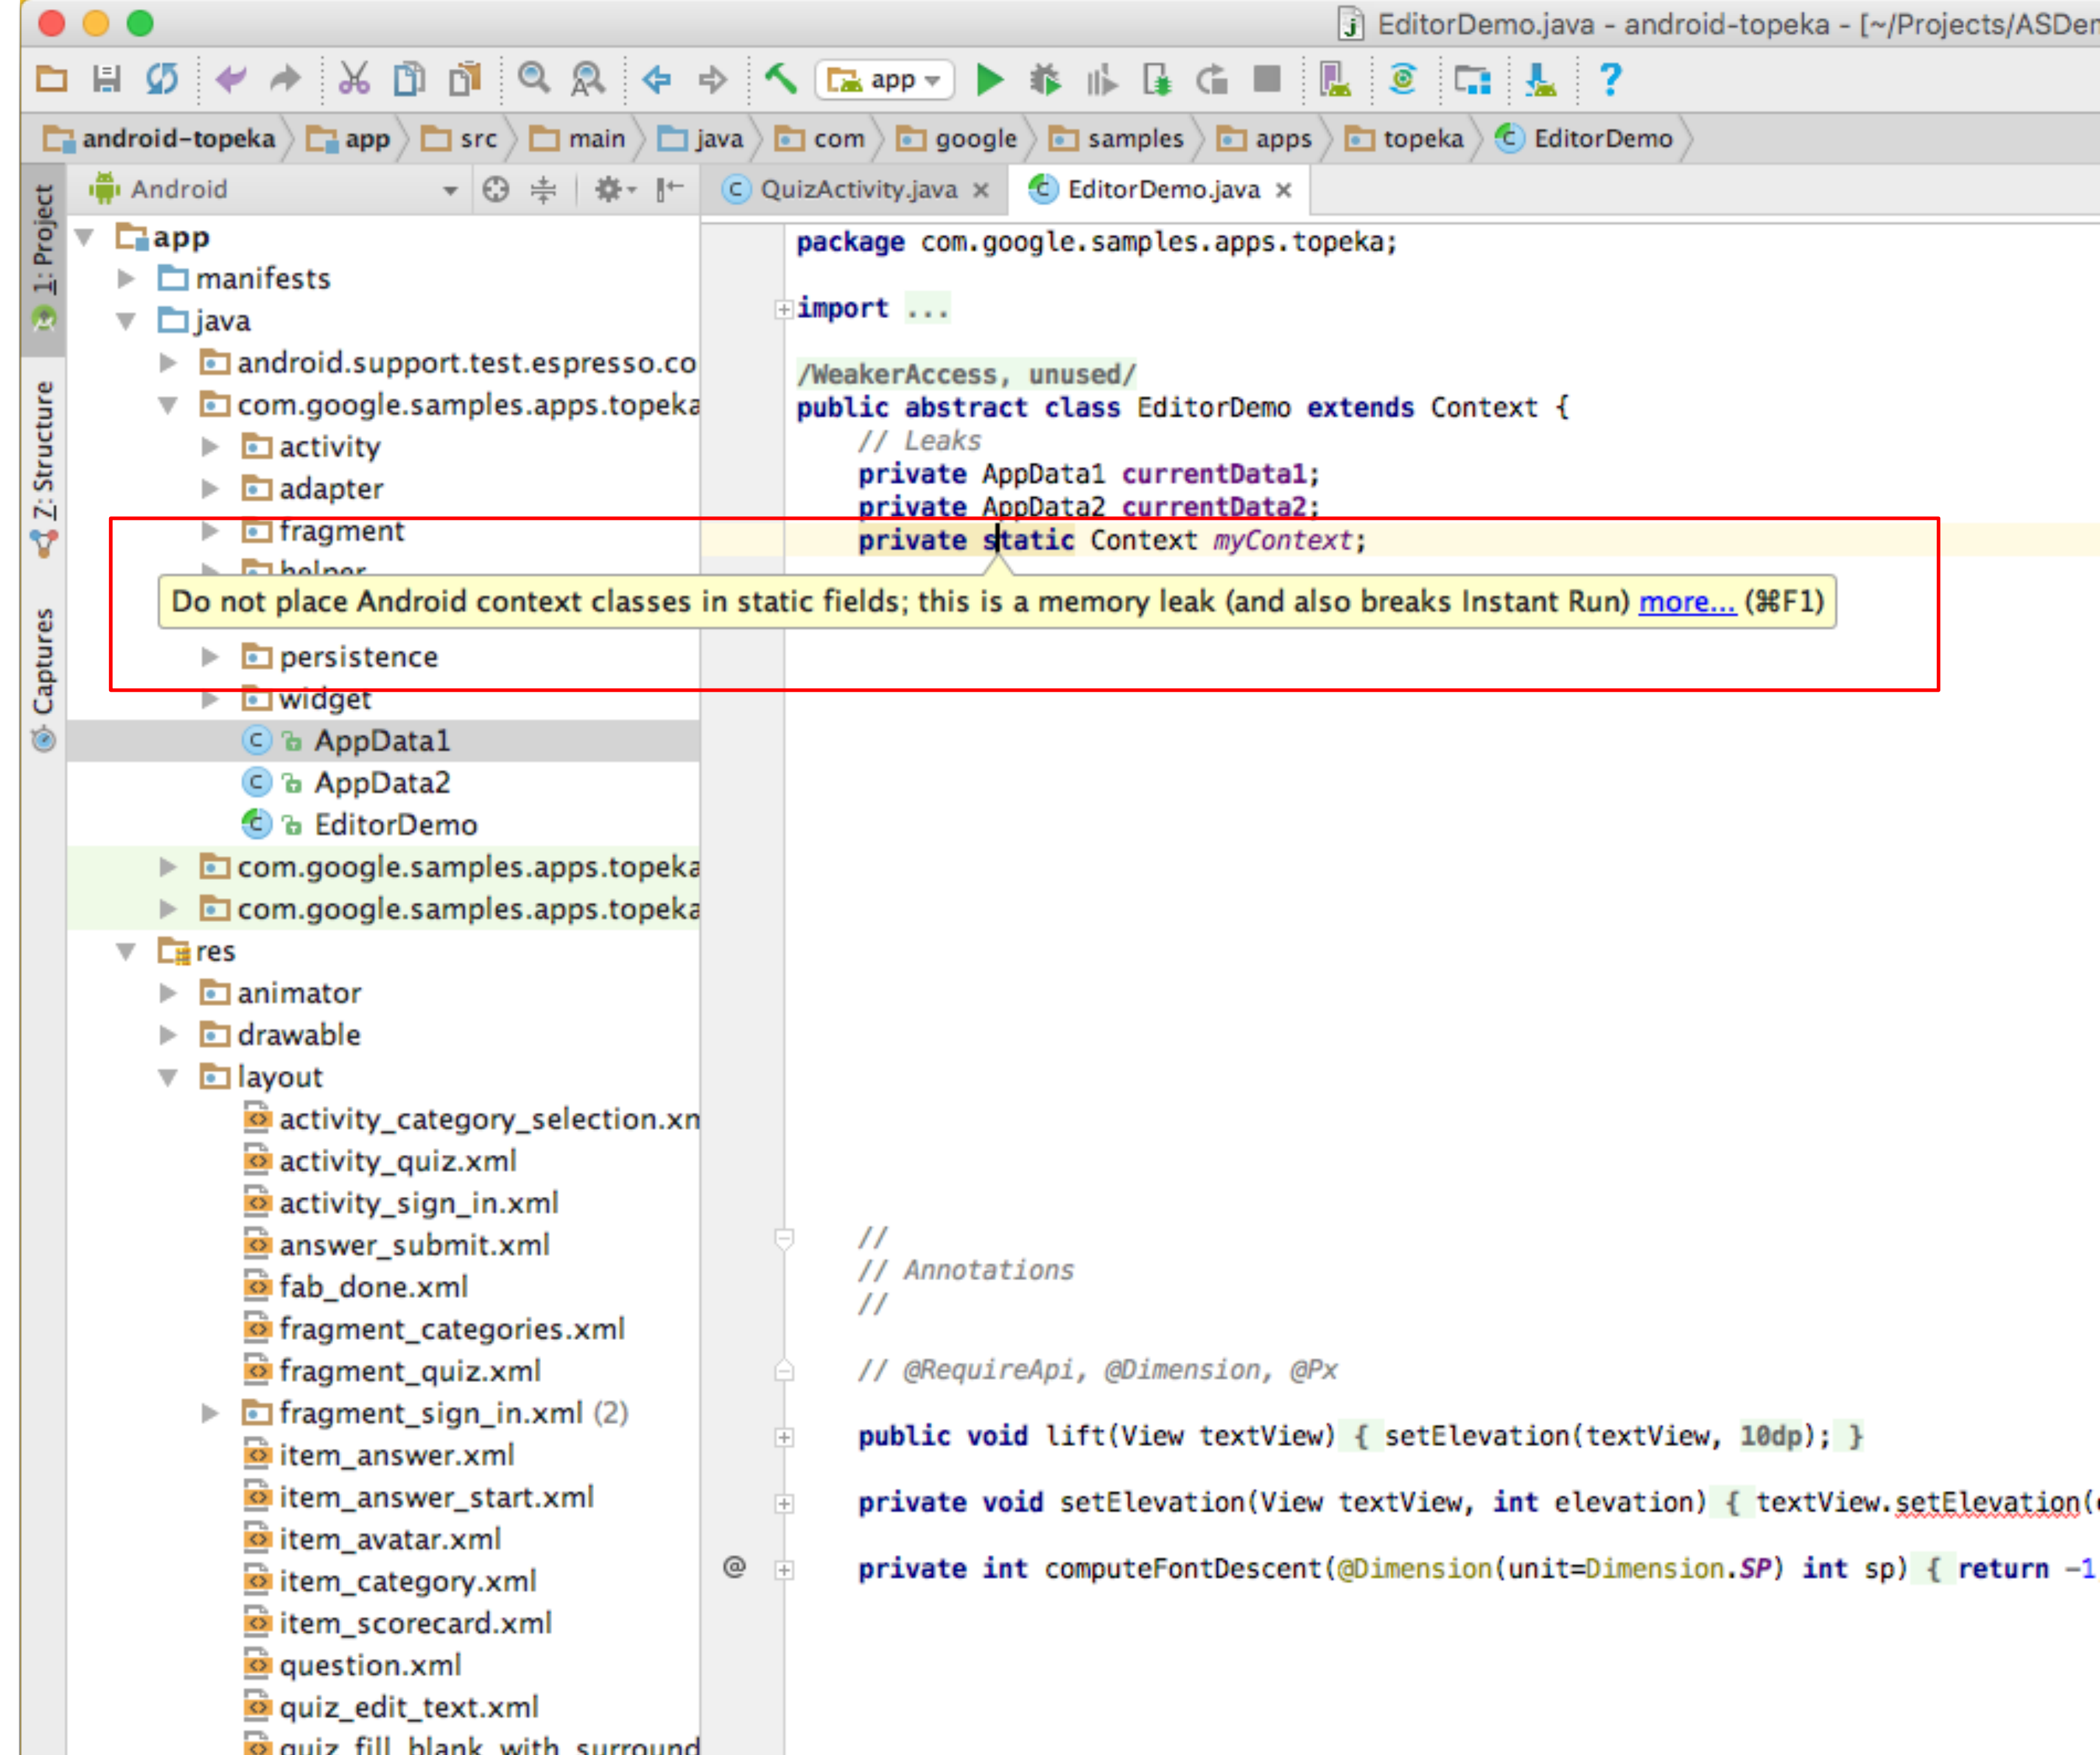 EditorDemo.java - android-topeka - [~/Projects/ASDe
app
android-topeka app src main java com google samples apps topeka EditorDemo
1: Project
Z: Structure
Captures
Android
QuizActivity.java
EditorDemo.java
app
manifests
java
android.support.test.espresso.co
com.google.samples.apps.topeka
activity
adapter
fragment
helper
persistence
widget
AppData1
AppData2
EditorDemo
com.google.samples.apps.topeka
com.google.samples.apps.topeka
res
animator
drawable
layout
activity_category_selection.xm
activity_quiz.xml
activity_sign_in.xml
answer_submit.xml
fab_done.xml
fragment_categories.xml
fragment_quiz.xml
fragment_sign_in.xml (2)
item_answer.xml
item_answer_start.xml
item_avatar.xml
item_category.xml
item_scorecard.xml
question.xml
quiz_edit_text.xml
quiz_fill_blank_with_surround
package com.google.samples.apps.topeka;
import ...
/WeakerAccess, unused/
public abstract class EditorDemo extends Context {
// Leaks
private AppData1 currentData1;
private AppData2 currentData2;
private static Context myContext;
Do not place Android context classes in static fields; this is a memory leak (and also breaks Instant Run) more... (⌘F1)
//
// Annotations
//
// @RequireApi, @Dimension, @Px
public void lift(View textView) { setElevation(textView, 10dp); }
private void setElevation(View textView, int elevation) { textView.setElevation(
@ private int computeFontDescent(@Dimension(unit=Dimension.SP) int sp) { return -1